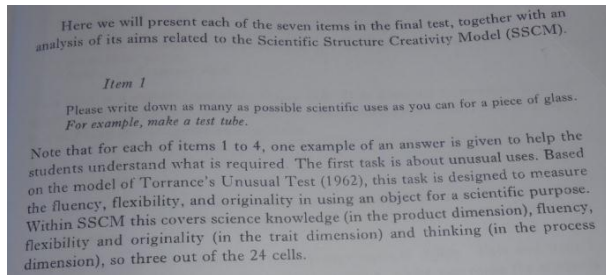 Here we will present each of the seven items in the final test, together with an
analysis of its aims related to the Scientific Structure Creativity Model (SSCM).
Item 1
Please write down as many as possible scientific uses as you can for a piece of glass.
For example, make a test tube.
Note that for each of items 1 to 4, one example of an answer is given to help the
students understand what is required. The first task is about unusual uses. Based
on the model of Torrance's Unusual Test (1962), this task is designed to measure
the fluency, flexibility, and originality in using an object for a scientific purpose.
Within SSCM this covers science knowledge (in the product dimension), fluency,
flexibility and originality (in the trait dimension) and thinking (in the process
dimension), so three out of the 24 cells.